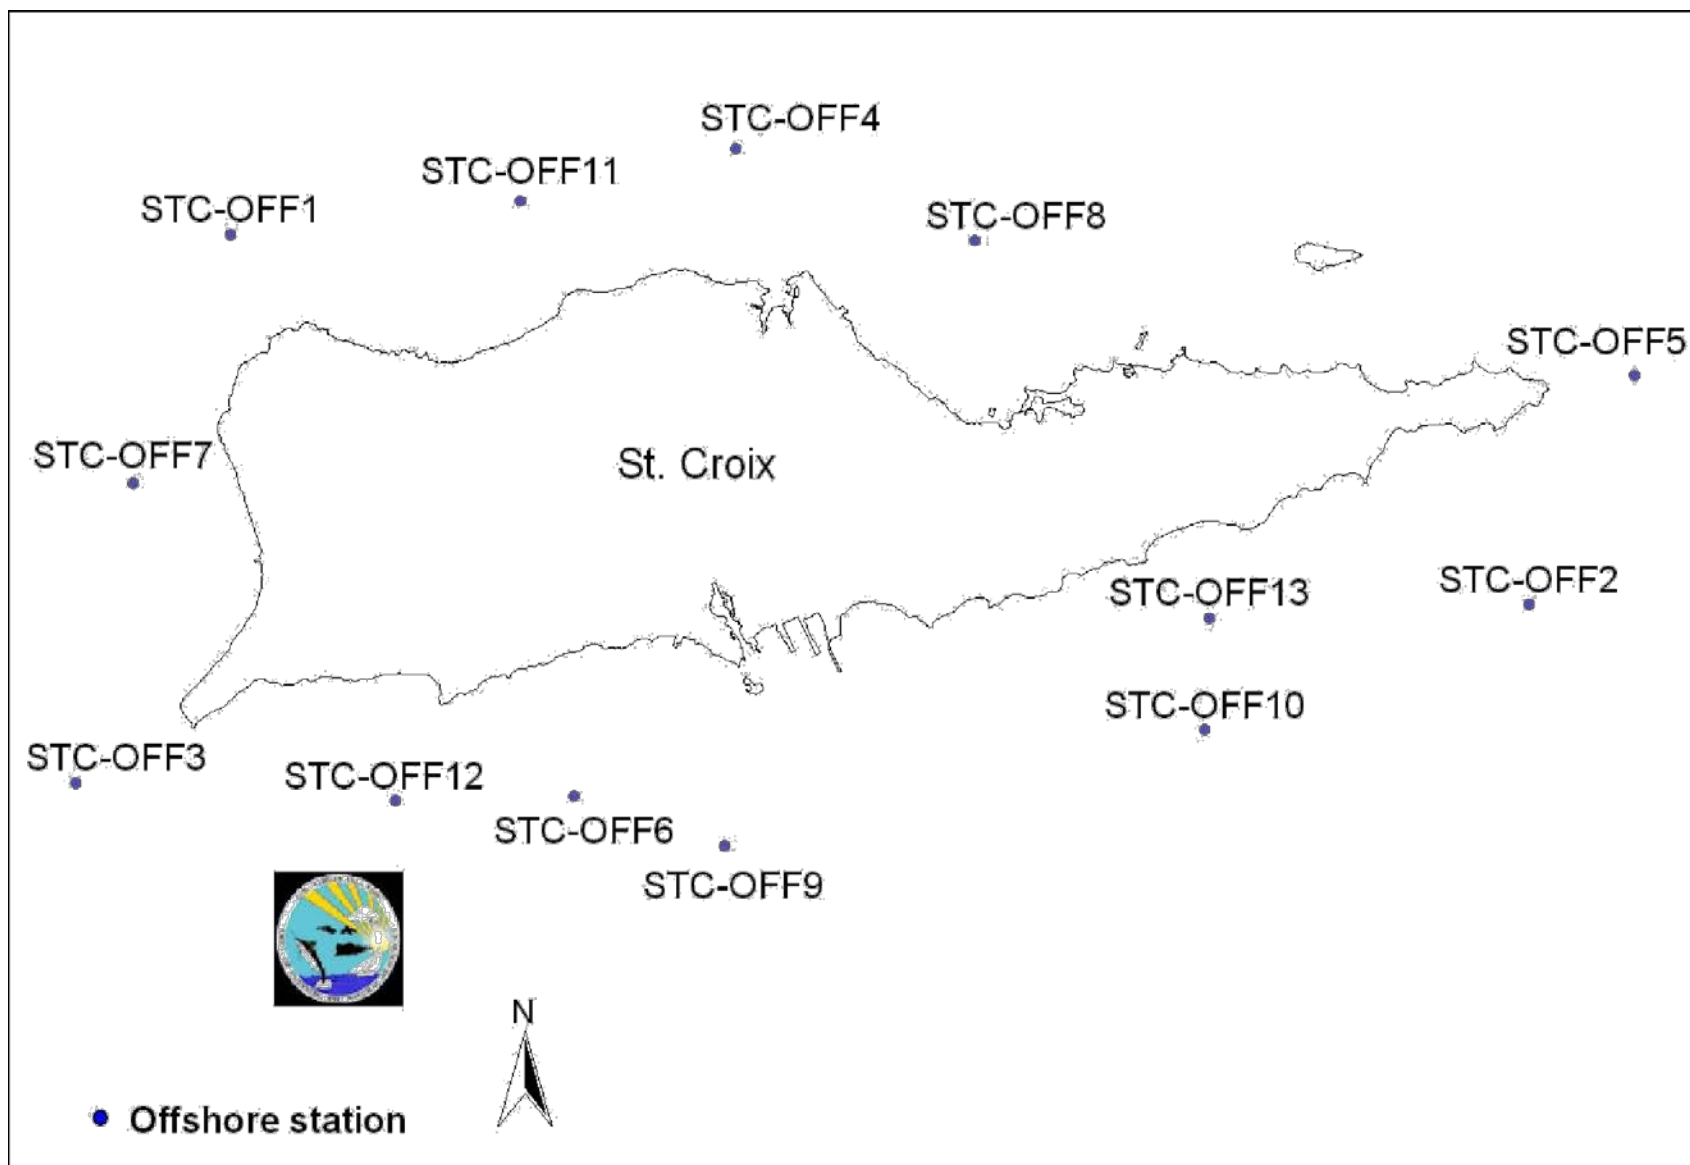 STC-OFF4
STC-OFF11
STC-OFF1
STC-OFF8
STC-OFF5
STC-OFF7
St. Croix
STC-OFF2
STC-OFF13
STC-OFF10
STC-OFF3
STC-OFF12
STC-OFF6
STC-OFF9
N
Offshore station